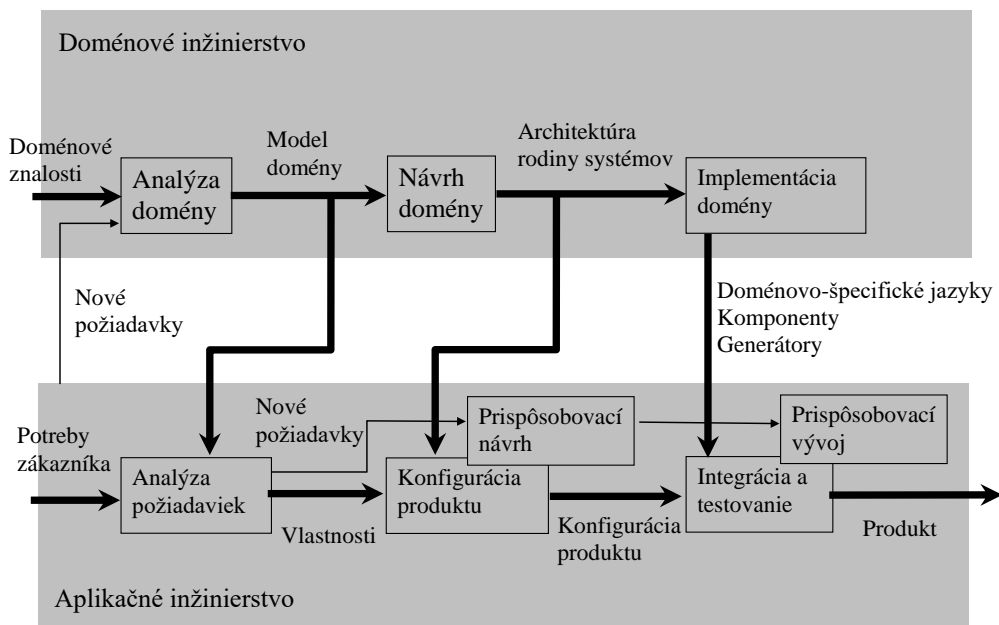 Doménové inžinierstvo
Doménové
znalosti
Analýza
domény
Model
domény
Návrh
domény
Architektúra
rodiny systémov
Implementácia
domény
Nové
požiadavky
Doménovo-špecifické jazyky
Komponenty
Generátory
Potreby
zákazníka
Analýza
požiadaviek
Nové
požiadavky
Vlastnosti
Prispôsobovací
návrh
Konfigurácia
produktu
Konfigurácia
produktu
Prispôsobovací
vývoj
Integrácia a
testovanie
Produkt
Aplikačné inžinierstvo